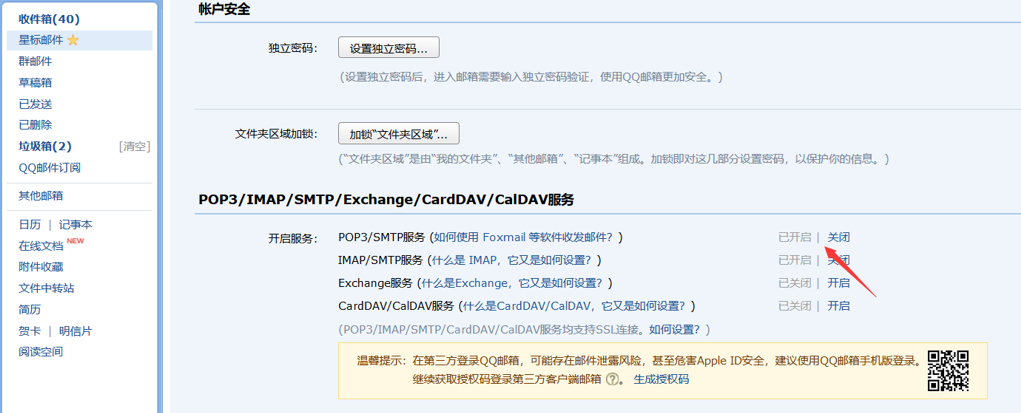 收件箱(40)
星标邮件
群邮件
草稿箱
已发送
已删除
垃圾箱(2) [清空]
QQ邮件订阅
其他邮箱
日历 | 记事本
在线文档 NEW
附件收藏
文件中转站
简历
贺卡 | 明信片
阅读空间
帐户安全
独立密码： 设置独立密码...
(设置独立密码后，进入邮箱需要输入独立密码验证，使用QQ邮箱更加安全。)
文件夹区域加锁： 加锁“文件夹区域”...
(“文件夹区域”是由“我的文件夹”、“其他邮箱”、“记事本”组成。加锁即对这几部分设置密码，以保护你的信息。)
POP3/IMAP/SMTP/Exchange/CardDAV/CalDAV服务
开启服务： POP3/SMTP服务 (如何使用 Foxmail 等软件收发邮件？) 已开启 | 关闭
IMAP/SMTP服务 (什么是 IMAP，它又是如何设置？) 已开启 | 关闭
Exchange服务 (什么是Exchange，它又是如何设置？) 已关闭 | 开启
CardDAV/CalDAV服务 (什么是CardDAV/CalDAV，它又是如何设置？) 已关闭 | 开启
(POP3/IMAP/SMTP/CardDAV/CalDAV服务均支持SSL连接。如何设置？)
温馨提示：在第三方登录QQ邮箱，可能存在邮件泄露风险，甚至危害Apple ID安全，建议使用QQ邮箱手机版登录。
继续获取授权码登录第三方客户端邮箱 ?。 生成授权码